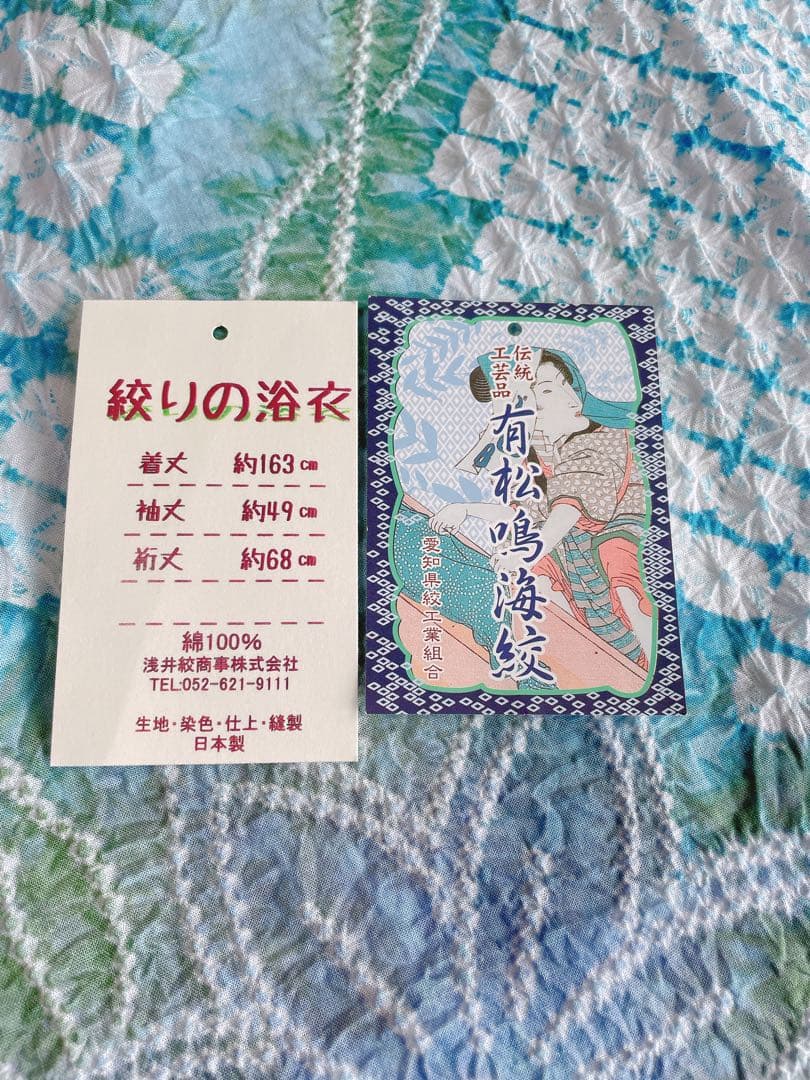 絞りの浴衣
着丈 約163cm
袖丈 約49cm
裄丈 約68cm
綿100%
浅井絞商事株式会社
TEL:052-621-9111
生地・染色・仕上・縫製
日本製
伝統
工芸品
有松鳴海絞
愛知県絞工業組合